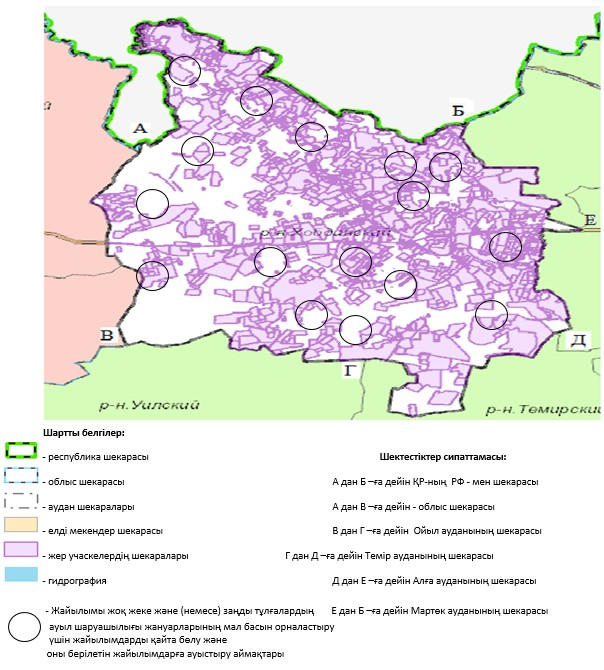 А
Б
р-н. Хобдинский
Е
В
Д
Г
р-н. Уилский
р-н. Темирский
Шартты белгілер:
- республика шекарасы
- облыс шекарасы
- аудан шекаралары
- елді мекендер шекарасы
- жер учаскелердің шекаралары
- гидрография
- Жайылымы жоқ жеке және (немесе) заңды тұлғалардың
ауыл шаруашылығы жануарларының мал басын орналастыру
үшін жайылымдарды қайта бөлу және
оны берілетін жайылымдарға ауыстыру аймақтары
Шектестіктер сипаттамасы:
А дан Б –ға дейін ҚР-ның РФ - мен шекарасы
А дан В –ға дейін - облыс шекарасы
В дан Г –ға дейін Ойыл ауданының шекарасы
Г дан Д –ға дейін Темір ауданының шекарасы
Д дан Е –ға дейін Алға ауданының шекарасы
Е дан Б –ға дейін Мәртөк ауданының шекарасы